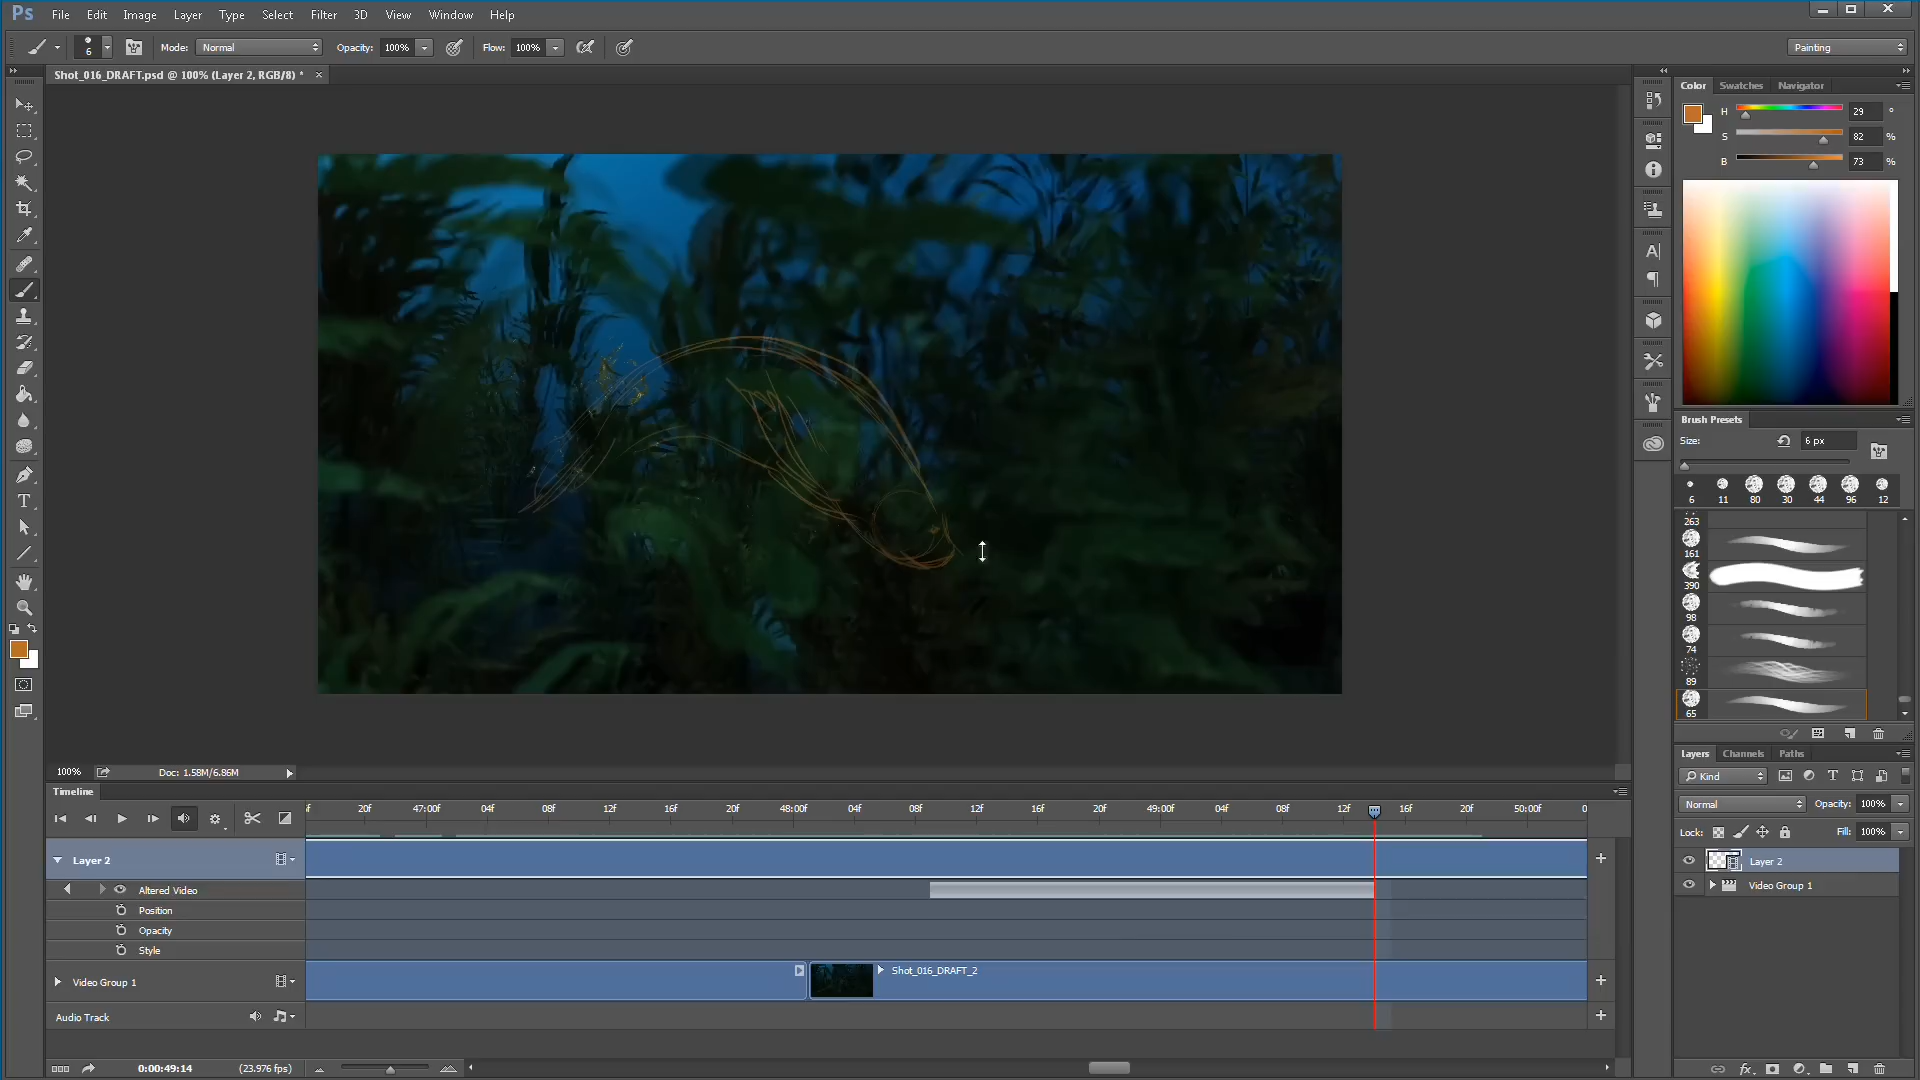 Ps File Edit Image Layer Type Select Filter 3D View Window Help
6 Mode: Normal Opacity: 100% Flow: 100% Painting
Shot_016_DRAFT.psd @ 100% (Layer 2, RGB/8) * ×
Color Swatches Navigator
H 29 °
S 82 %
B 73 %
Brush Presets
Size: 6 px
6 11 80 30 44 96 12
263
161
390
98
74
89
65
Layers Channels Paths
Kind
Normal Opacity: 100%
Lock: Fill: 100%
Layer 2
Video Group 1
100% Doc: 1.58M/6.86M
Timeline
20f 47:00f 04f 08f 12f 16f 20f 48:00f 04f 08f 12f 16f 20f 49:00f 04f 08f 12f 16f 20f 50:00f 0
Layer 2
Altered Video
Position
Opacity
Style
Video Group 1
Shot_016_DRAFT_2
Audio Track
0:00:49:14 (23.976 fps)